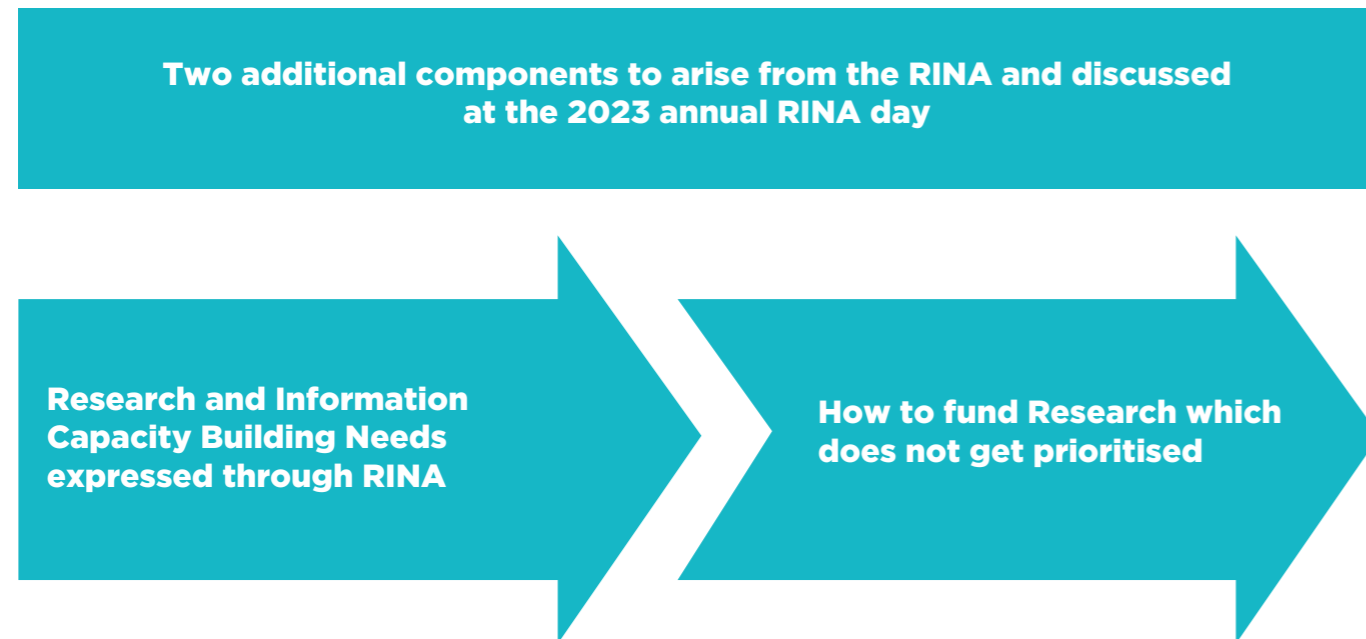 Two additional components to arise from the RINA and discussed
at the 2023 annual RINA day
Research and Information
Capacity Building Needs
expressed through RINA
How to fund Research which
does not get prioritised